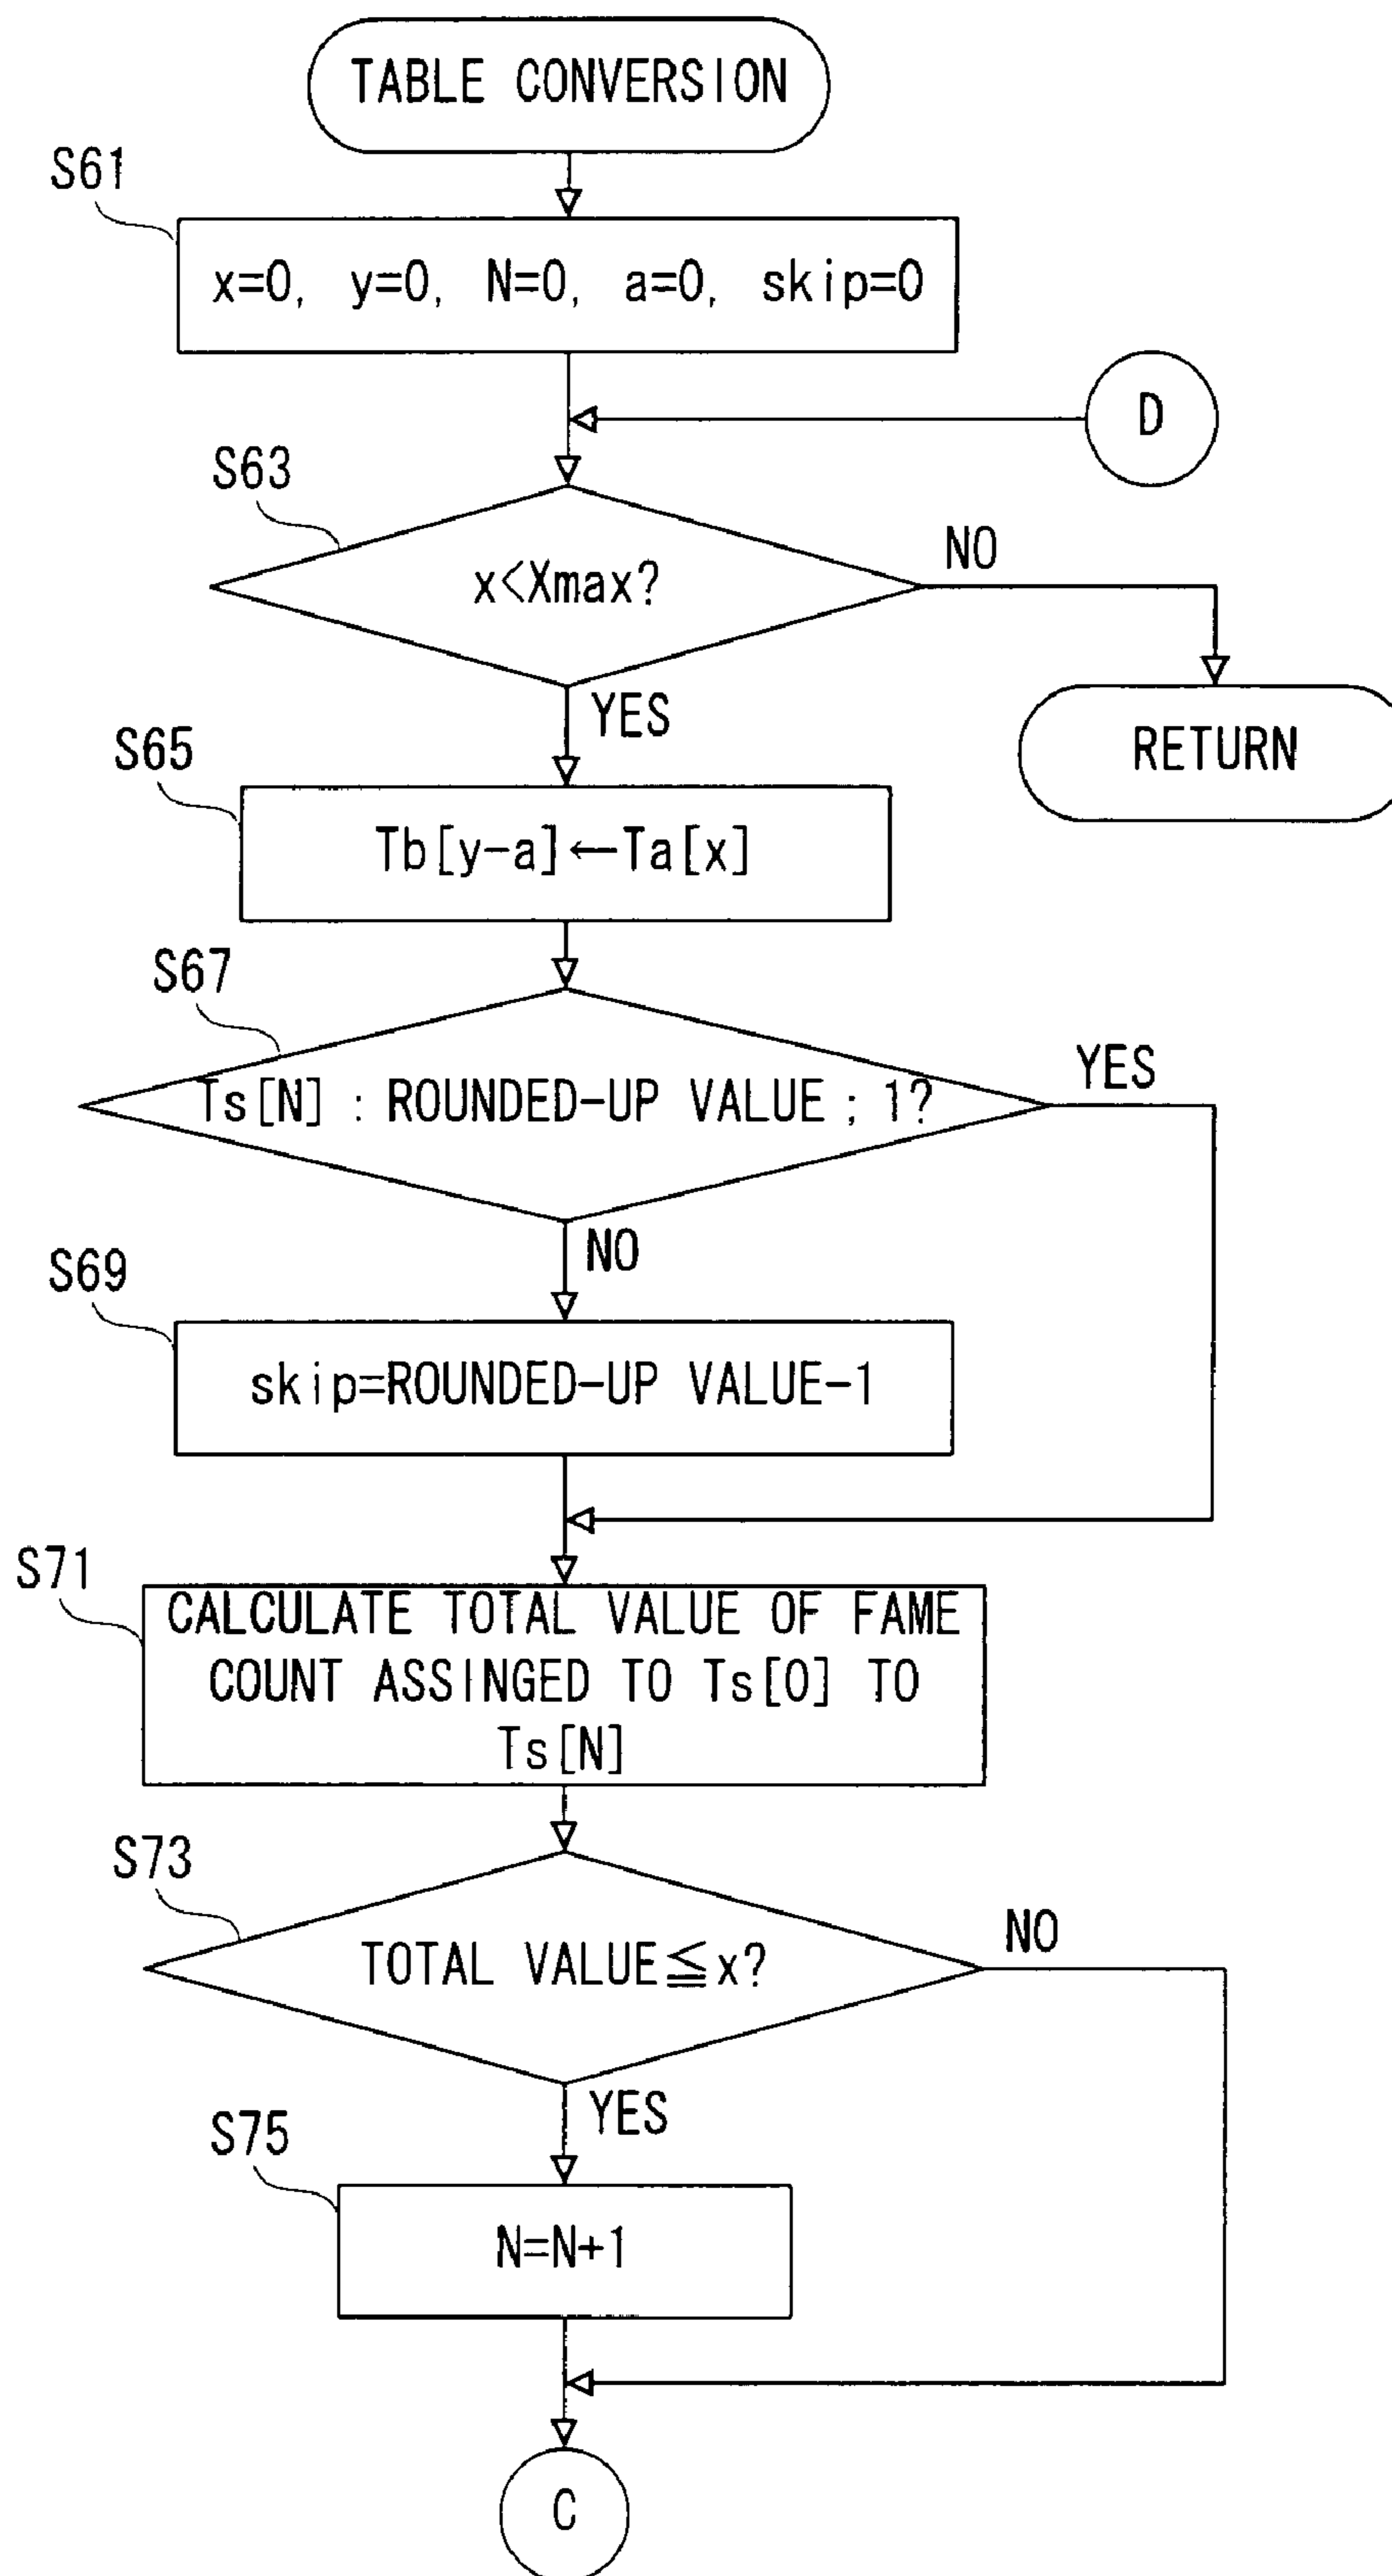 TABLE CONVERSION
S61
x=0, y=0, N=0, a=0, skip=0
D
S63
x<Xmax?
NO
YES
RETURN
S65
Tb[y-a]←Ta[x]
S67
Ts[N] : ROUNDED-UP VALUE ; 1?
YES
NO
S69
skip=ROUNDED-UP VALUE-1
S71
CALCULATE TOTAL VALUE OF FAME
COUNT ASSINGED TO Ts[0] TO
Ts[N]
S73
TOTAL VALUE≦x?
NO
YES
S75
N=N+1
C